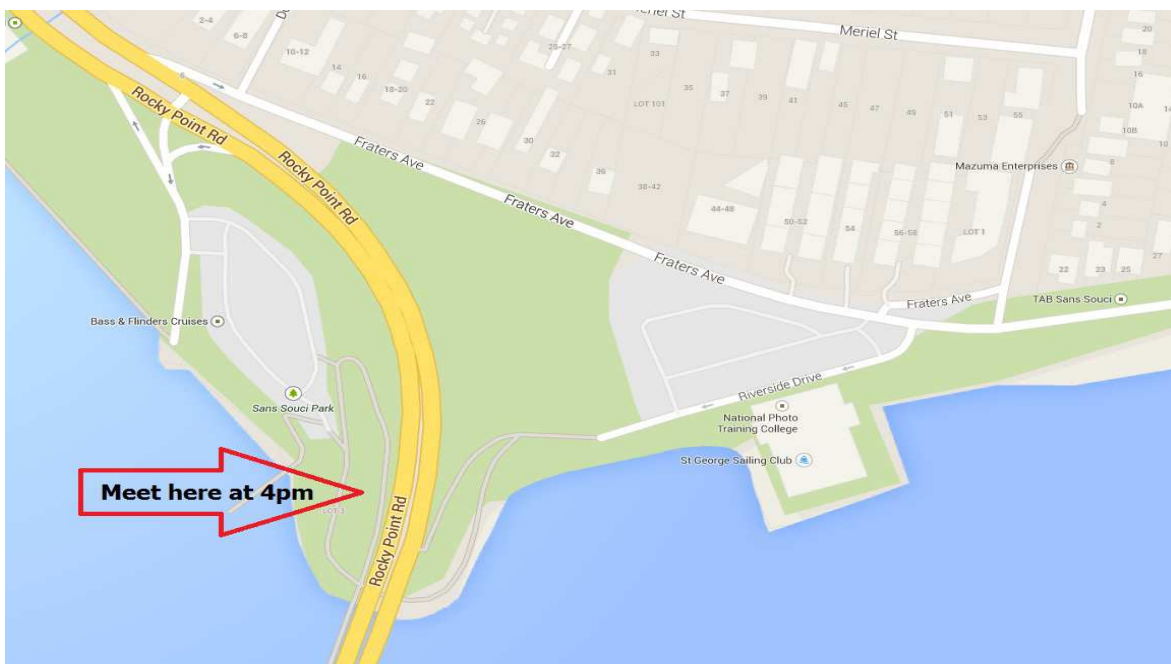 Meriel St
2-4
6-8
10-12
14
16
18-20
22
26
30
32
36
38-42
25-27
31
33
35
37
39
41
45
47
49
51
53
55
LOT 101
20
18
16
10A
14
10B
10
8
4
2
22
23
25
27
44-48
50-52
54
56-58
LOT 1
Rocky Point Rd
Rocky Point Rd
Fraters Ave
Fraters Ave
Fraters Ave
Fraters Ave
Mazuma Enterprises
TAB Sans Souci
Bass & Flinders Cruises
Sans Souci Park
Riverside Drive
National Photo
Training College
St George Sailing Club
Meet here at 4pm
LOT 3
Rocky Point Rd